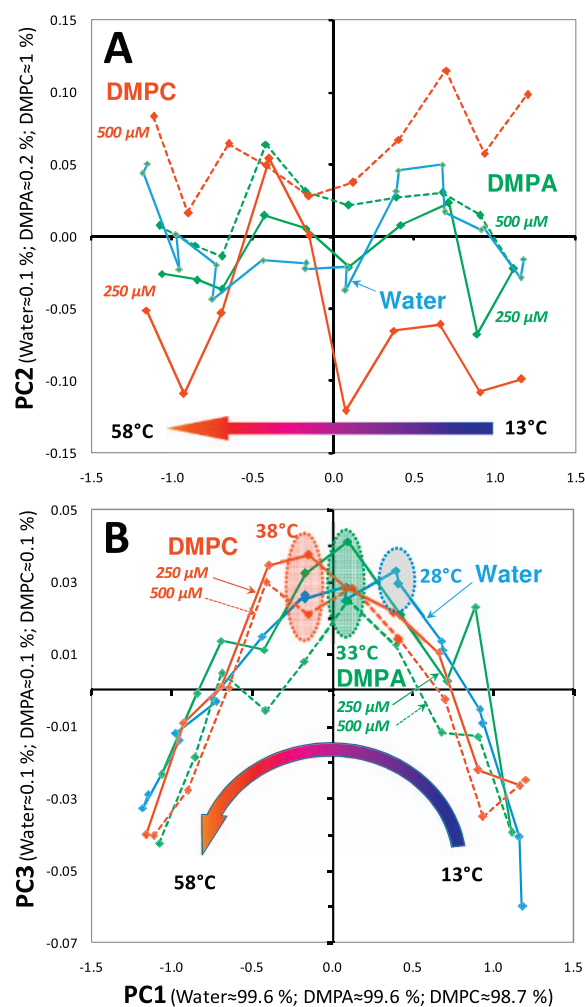 A
0.15
0.10
0.05
0.00
-0.05
-0.10
-0.15
PC2 (Water≈0.1 %; DMPA≈0.2 %; DMPC≈1 %)
DMPC
500 µM
DMPA
500 µM
250 µM
Water
250 µM
58°C
13°C
-1.5
-1.0
-0.5
0.0
0.5
1.0
1.5
B
0.05
0.03
0.01
-0.01
-0.03
-0.05
-0.07
PC3 (Water≈0.1 %; DMPA≈0.1 %; DMPC≈0.1 %)
38°C
DMPC
250 µM
500 µM
28°C
Water
33°C
DMPA
250 µM
500 µM
58°C
13°C
-1.5
-1.0
-0.5
0.0
0.5
1.0
1.5
PC1 (Water≈99.6 %; DMPA≈99.6 %; DMPC≈98.7 %)